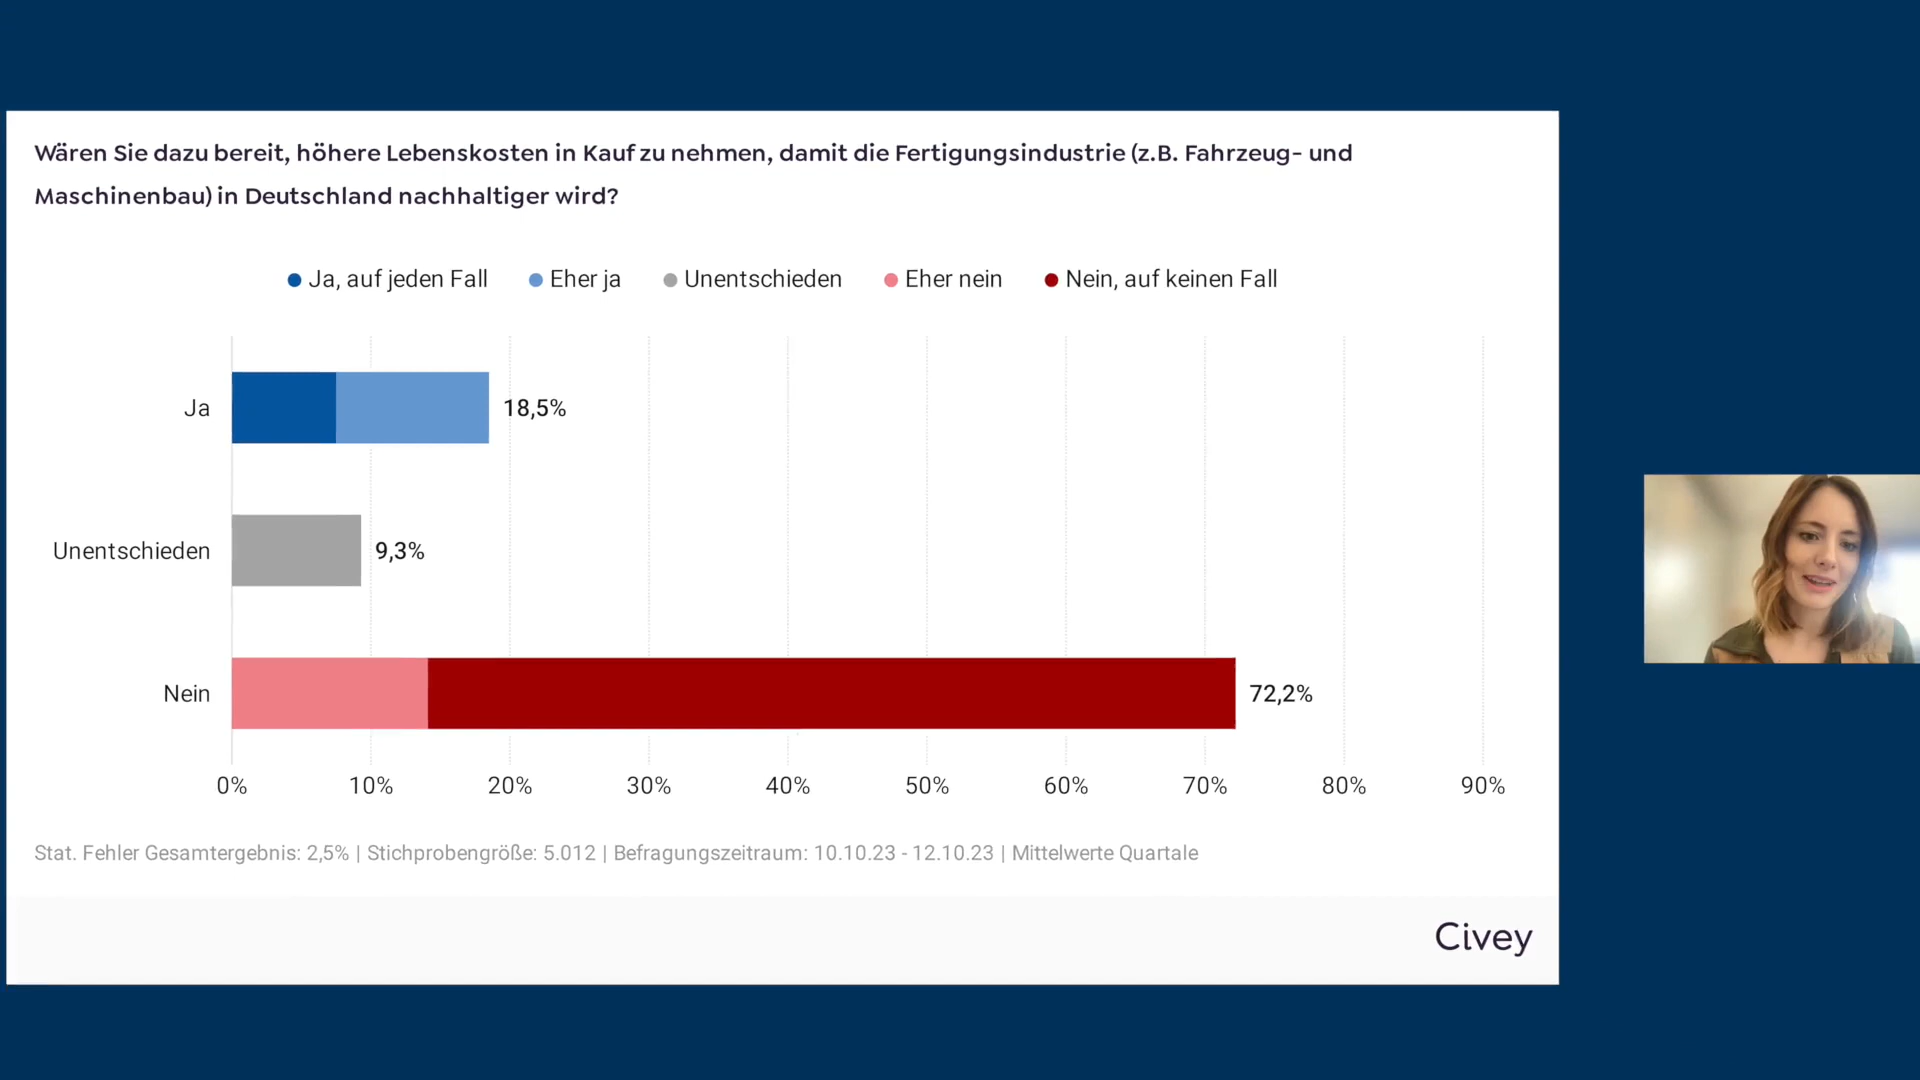 Wären Sie dazu bereit, höhere Lebenskosten in Kauf zu nehmen, damit die Fertigungsindustrie (z.B. Fahrzeug- und
Maschinenbau) in Deutschland nachhaltiger wird?
Ja, auf jeden Fall Eher ja Unentschieden Eher nein Nein, auf keinen Fall
Ja 18,5%
Unentschieden 9,3%
Nein 72,2%
0% 10% 20% 30% 40% 50% 60% 70% 80% 90%
Stat. Fehler Gesamtergebnis: 2,5% | Stichprobengröße: 5.012 | Befragungszeitraum: 10.10.23 - 12.10.23 | Mittelwerte Quartale
Civey